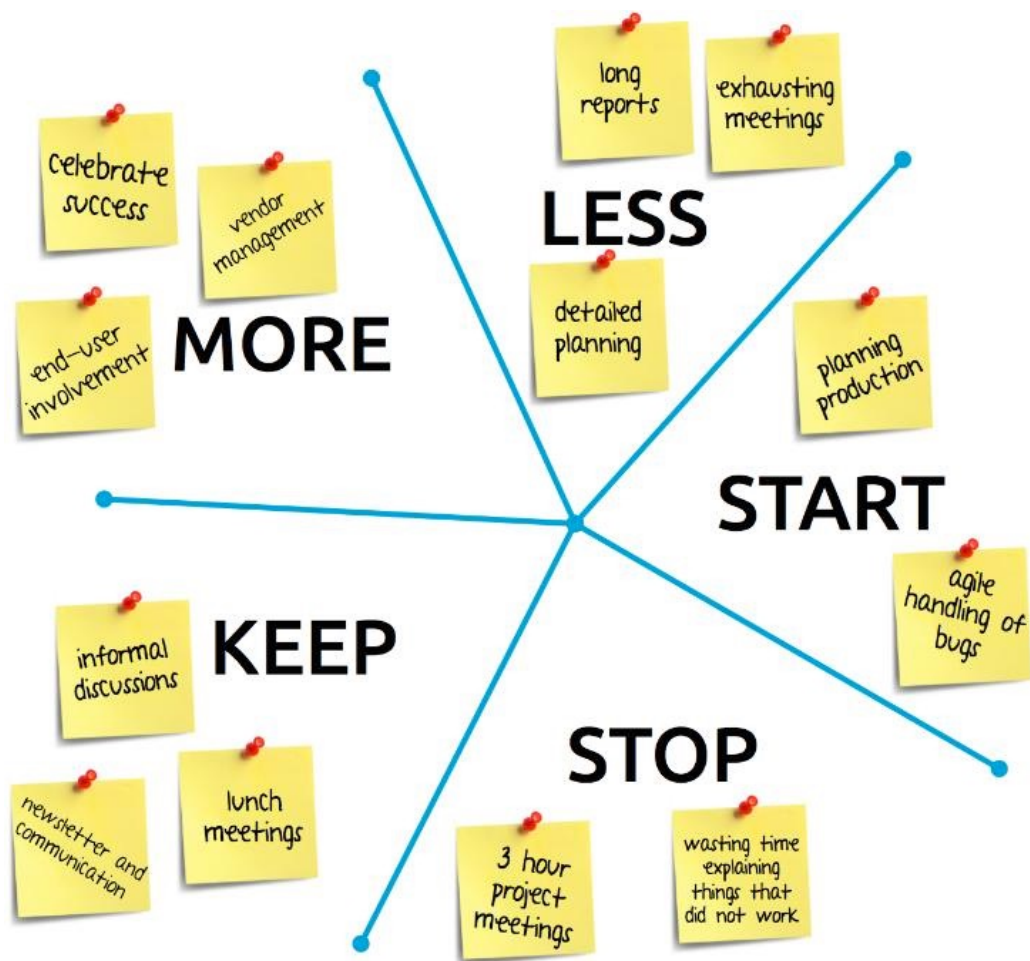 long
reports
exhausting
meetings
LESS
detailed
planning
celebrate
success
vendor
management
end-user
involvement
MORE
planning
production
START
agile
handling of
bugs
informal
discussions
KEEP
newsletter and
communication
lunch
meetings
STOP
3 hour
project
meetings
wasting time
explaining
things that
did not work